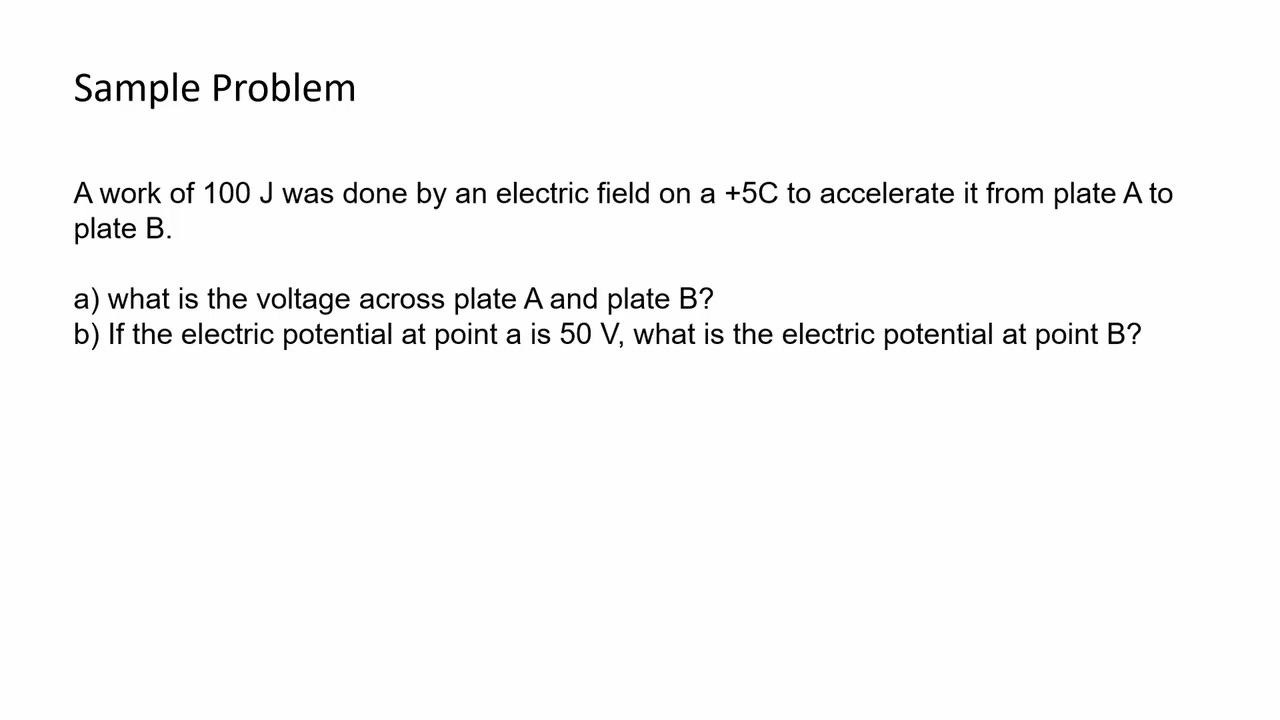 Sample Problem
A work of 100 J was done by an electric field on a +5C to accelerate it from plate A to
plate B.
a) what is the voltage across plate A and plate B?
b) If the electric potential at point a is 50 V, what is the electric potential at point B?